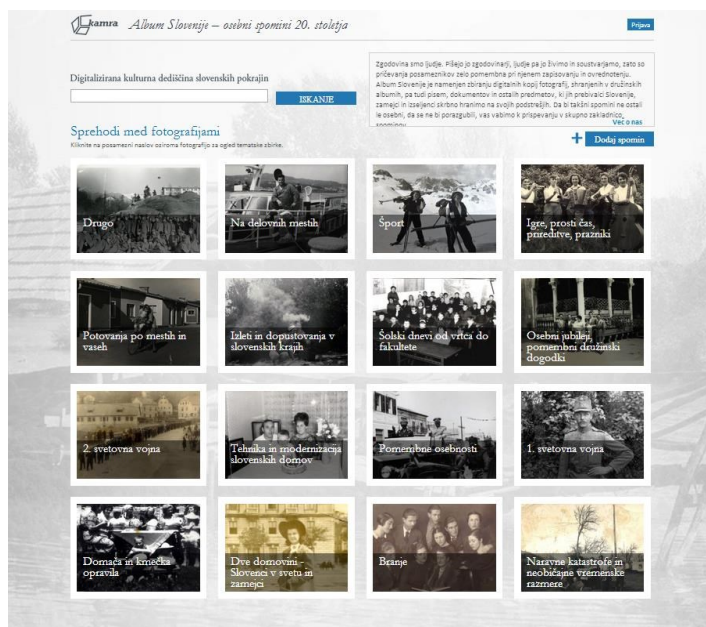 kamra
Album Slovenije – osebni spomini 20. stoletja
Prijava
Zgodovina smo ljudje. Pišejo jo zgodovinarji, ljudje pa jo živimo in soustvarjamo, zato so
pričevanja posameznikov zelo pomembna pri njenem zapisovanju in ovrednotenju.
Album Slovenije je namenjen zbiranju digitalnih kopij fotografij, shranjenih v družinskih
albumih, pa tudi pisem, dokumentov in ostalih predmetov, ki jih prebivalci Slovenije,
zamejci in izseljenci skrbno hranimo na svojih podstrešjih. Da bi takšni spomini ne ostali
le osebni, da se ne bi porazgubili, vas vabimo k prispevanju v skupno zakladnico
spominov
Več o nas
Digitalizirana kulturna dediščina slovenskih pokrajin
ISKANJE
+ Dodaj spomin
Sprehodi med fotografijami
Kliknite na posamezni naslov oziroma fotografijo za ogled tematske zbirke.
Drugo
Na delovnih mestih
Šport
Igre, prosti čas,
prireditve, prazniki
Potovanja po mestih in
vaseh
Izleti in dopustovanja v
slovenskih krajih
Šolski dnevi od vrtca do
fakultete
Osebni jubileji,
pomembni družinski
dogodki
2. svetovna vojna
Tehnika in modernizacija
slovenskih domov
Pomembne osebnosti
1. svetovna vojna
Domača in kmečka
opravila
Dve domovini -
Slovenci v svetu in
zamejci
Branje
Naravne katastrofe in
neobičajne vremenske
razmere